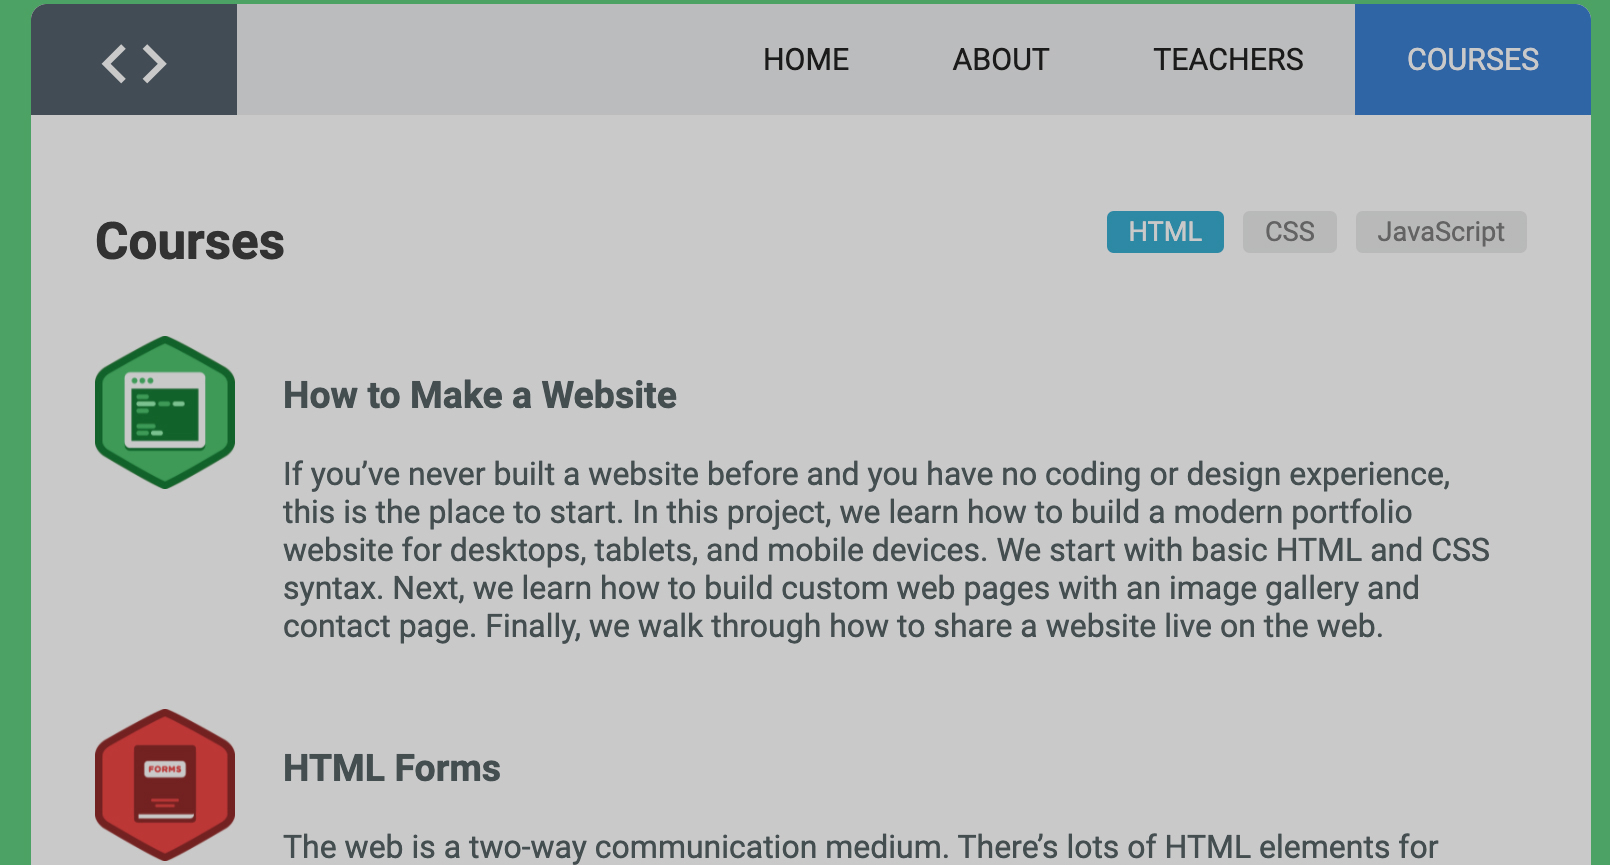 HOME ABOUT TEACHERS COURSES
Courses
HTML CSS JavaScript
How to Make a Website
If you’ve never built a website before and you have no coding or design experience,
this is the place to start. In this project, we learn how to build a modern portfolio
website for desktops, tablets, and mobile devices. We start with basic HTML and CSS
syntax. Next, we learn how to build custom web pages with an image gallery and
contact page. Finally, we walk through how to share a website live on the web.
FORMS
HTML Forms
The web is a two-way communication medium. There’s lots of HTML elements for